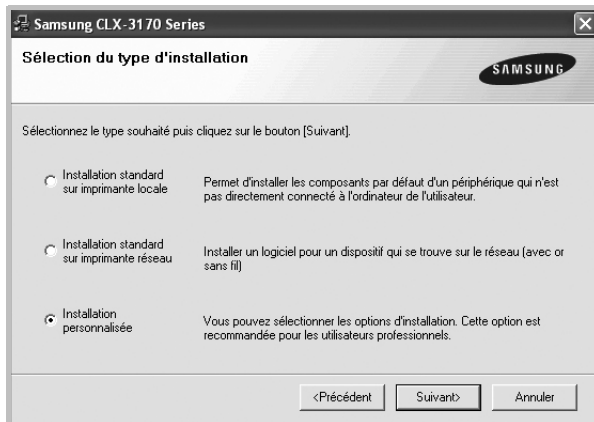 Samsung CLX-3170 Series
Sélection du type d'installation
SAMSUNG
Sélectionnez le type souhaité puis cliquez sur le bouton [Suivant].
Installation standard
sur imprimante locale
Permet d'installer les composants par défaut d'un périphérique qui n'est
pas directement connecté à l'ordinateur de l'utilisateur.
Installation standard
sur imprimante réseau
Installer un logiciel pour un dispositif qui se trouve sur le réseau (avec or
sans fil)
Installation
personnalisée
Vous pouvez sélectionner les options d'installation. Cette option est
recommandée pour les utilisateurs professionnels.
<Précédent
Suivant>
Annuler